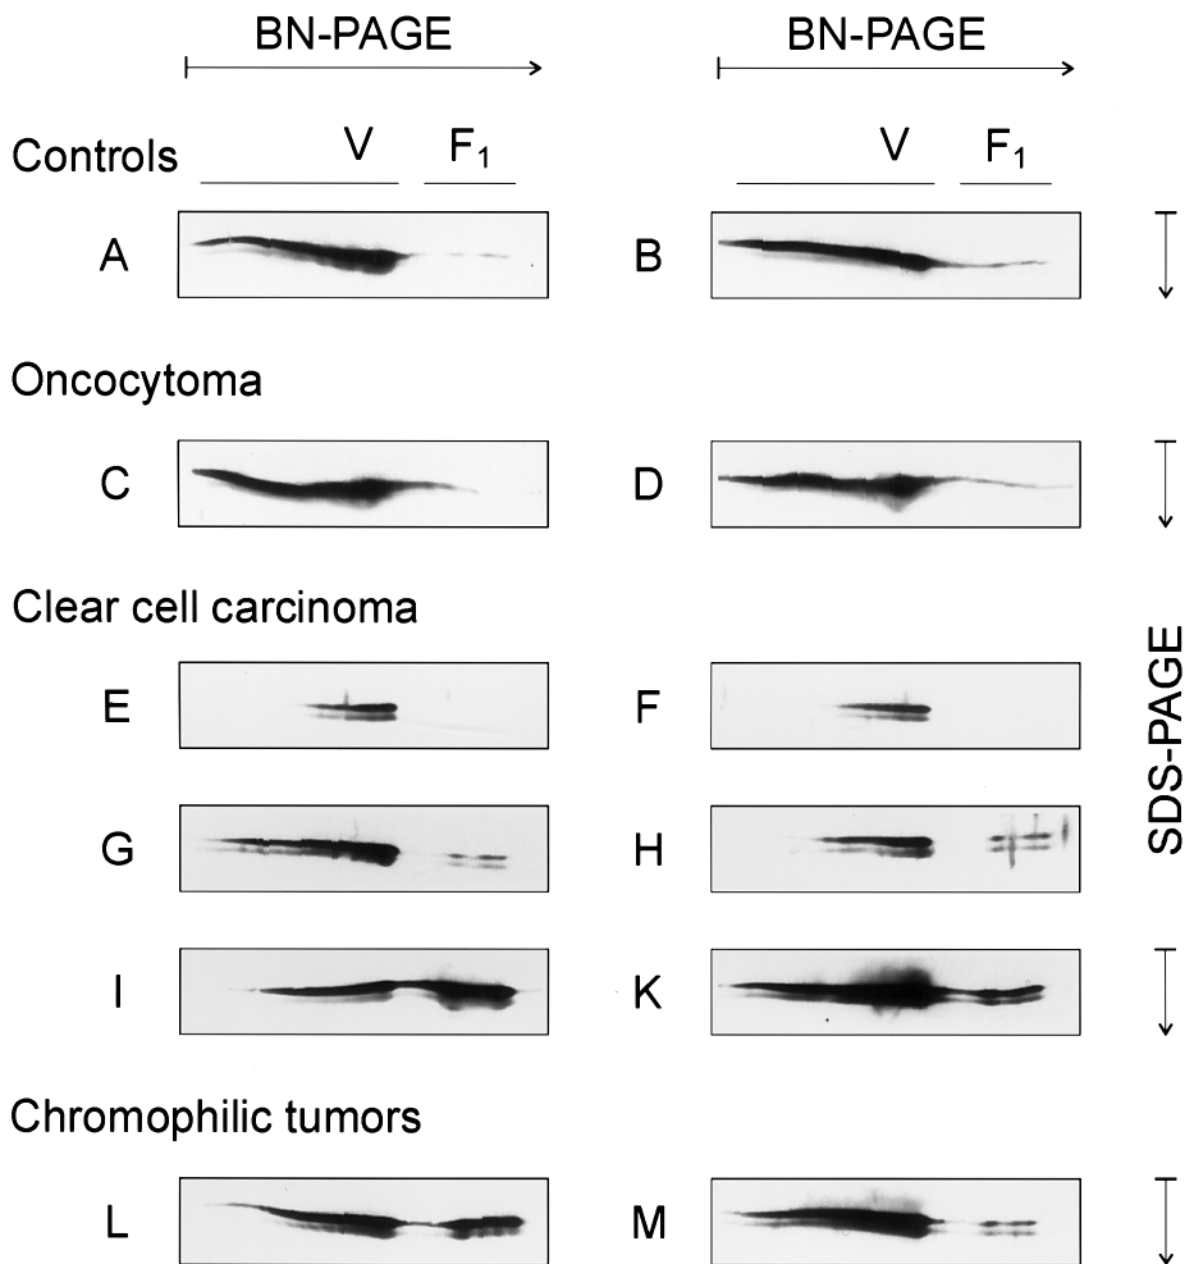 BN-PAGE BN-PAGE
Controls V F1 V F1
A B
Oncocytoma
C D
Clear cell carcinoma
E F
SDS-PAGE
G H
I K
Chromophilic tumors
L M